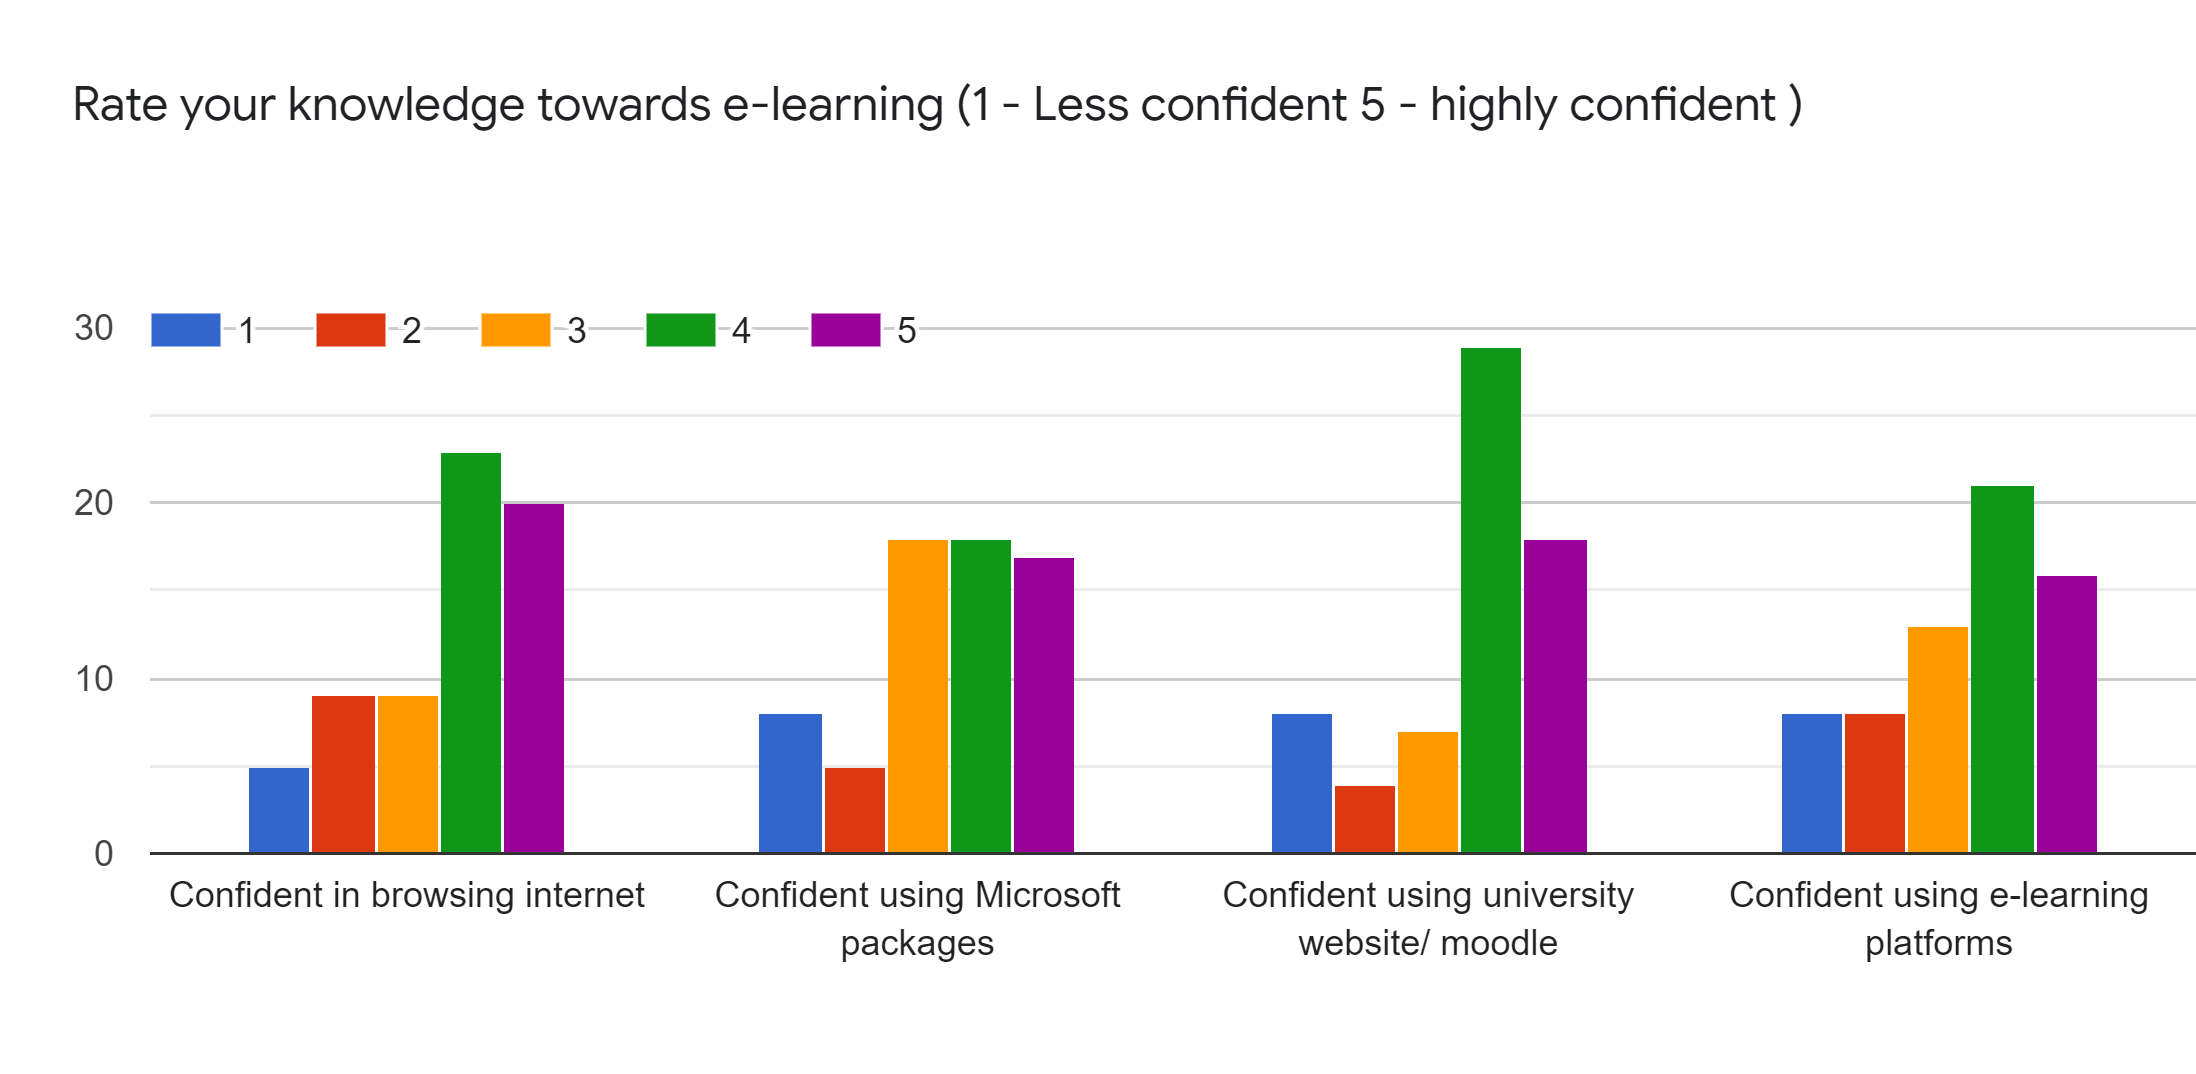 Rate your knowledge towards e-learning (1 - Less confident 5 - highly confident )
30
1
2
3
4
5
20
10
0
Confident in browsing internet
Confident using Microsoft
packages
Confident using university
website/ moodle
Confident using e-learning
platforms